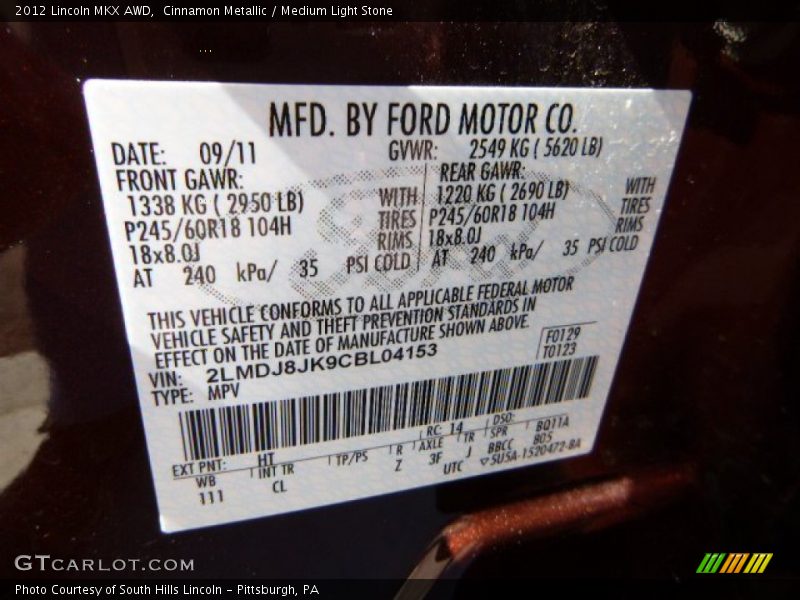 2012 Lincoln MKX AWD,  Cinnamon Metallic / Medium Light Stone
MFD. BY FORD MOTOR CO.
DATE: 09/11 GVWR: 2549 KG ( 5620 LB)
FRONT GAWR: REAR GAWR:
1338 KG ( 2950 LB) WITH 1220 KG ( 2690 LB) WITH
P245/60R18 104H TIRES P245/60R18 104H TIRES
18x8.0J RIMS 18x8.0J RIMS
AT 240 kPa/ 35 PSI COLD AT 240 kPa/ 35 PSI COLD
THIS VEHICLE CONFORMS TO ALL APPLICABLE FEDERAL MOTOR
VEHICLE SAFETY AND THEFT PREVENTION STANDARDS IN
EFFECT ON THE DATE OF MANUFACTURE SHOWN ABOVE.
F0129
T0123
VIN: 2LMDJ8JK9CBL04153
TYPE: MPV
RC: 14 DSO:
EXT PNT: HT
WB INT TR TP/PS R AXLE TR SPR BQ11A
111 CL Z 3F J BBCC B05
UTC ▽5U5A-1520472-BA
GTCARLOT.COM
Photo Courtesy of South Hills Lincoln - Pittsburgh, PA